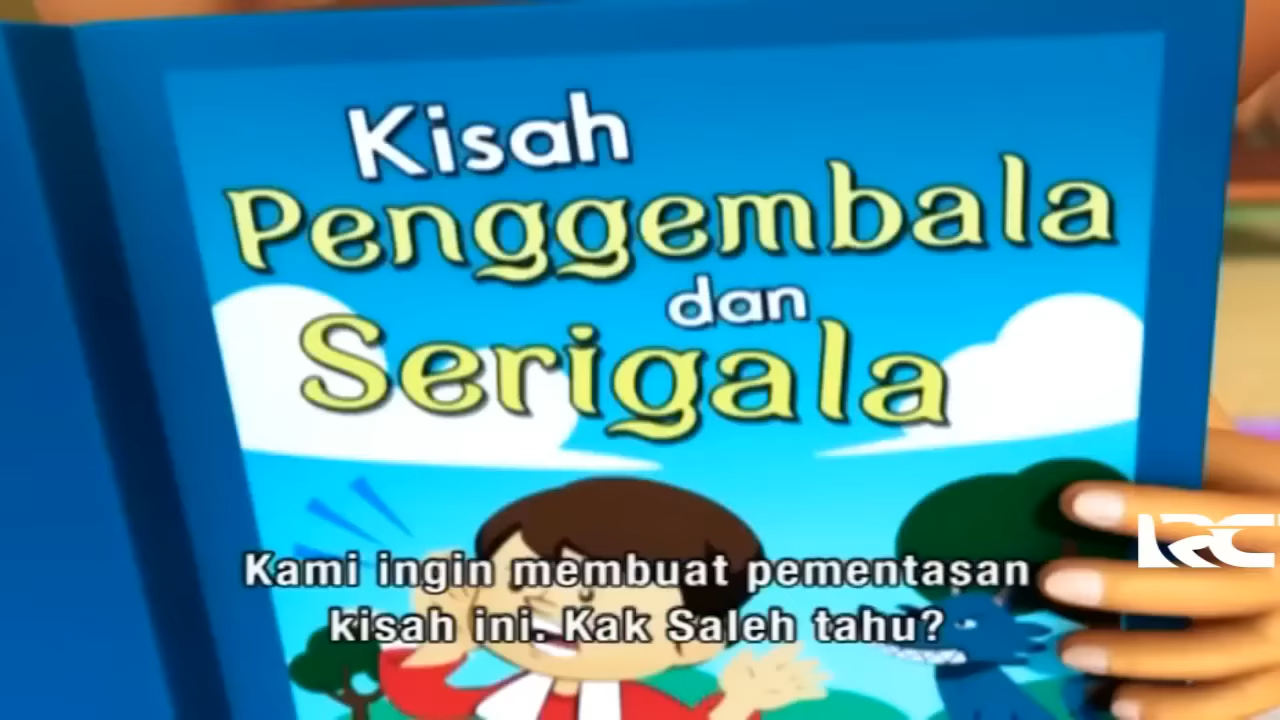 Kisah
Penggembala
dan
Serigala
Kami ingin membuat pementasan
kisah ini. Kak Saleh tahu?